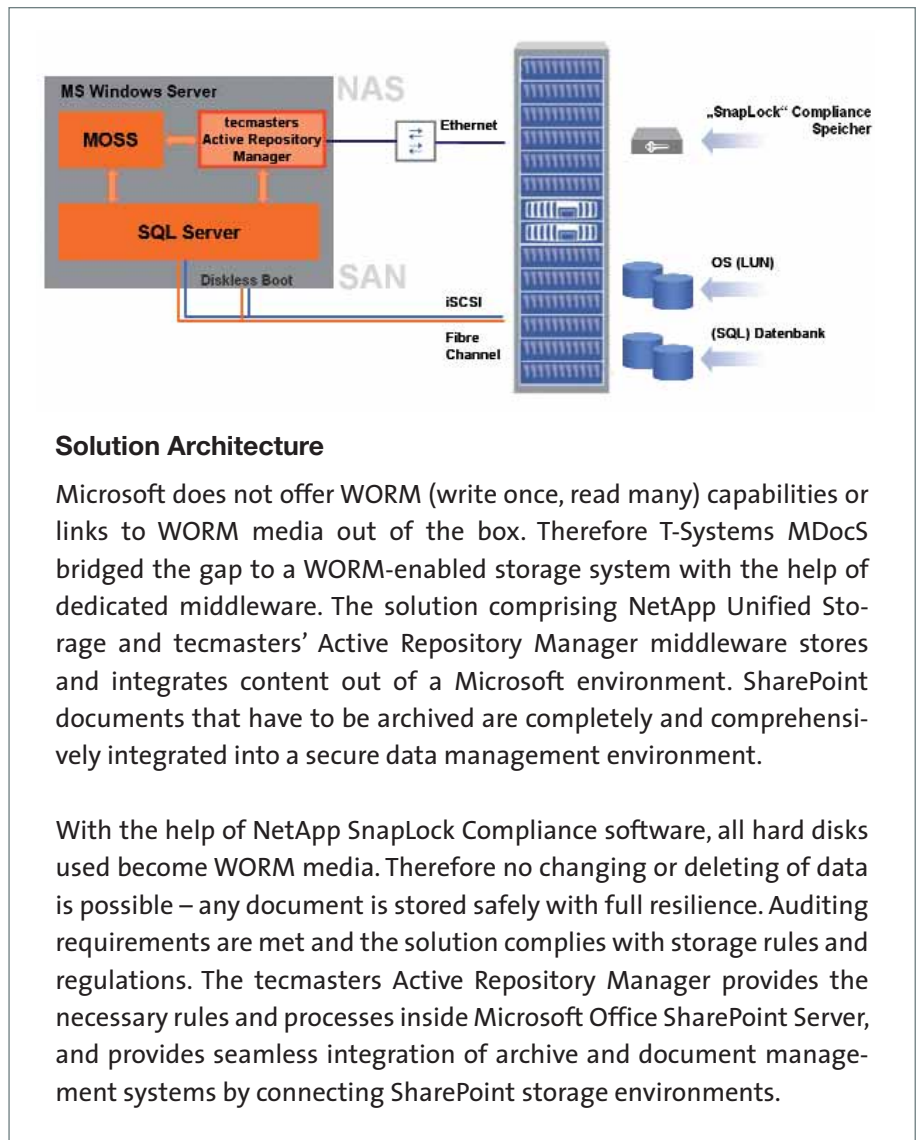 MS Windows Server
NAS
MOSS
tecmasters
Active Repository
Manager
Ethernet
„SnapLock“ Compliance
Speicher
SQL Server
Diskless Boot
SAN
iSCSI
Fibre
Channel
OS (LUN)
(SQL) Datenbank
Solution Architecture
Microsoft does not offer WORM (write once, read many) capabilities or
links to WORM media out of the box. Therefore T-Systems MDocS
bridged the gap to a WORM-enabled storage system with the help of
dedicated middleware. The solution comprising NetApp Unified Sto-
rage and tecmasters’ Active Repository Manager middleware stores
and integrates content out of a Microsoft environment. SharePoint
documents that have to be archived are completely and comprehensi-
vely integrated into a secure data management environment.
With the help of NetApp SnapLock Compliance software, all hard disks
used become WORM media. Therefore no changing or deleting of data
is possible – any document is stored safely with full resilience. Auditing
requirements are met and the solution complies with storage rules and
regulations. The tecmasters Active Repository Manager provides the
necessary rules and processes inside Microsoft Office SharePoint Server,
and provides seamless integration of archive and document manage-
ment systems by connecting SharePoint storage environments.